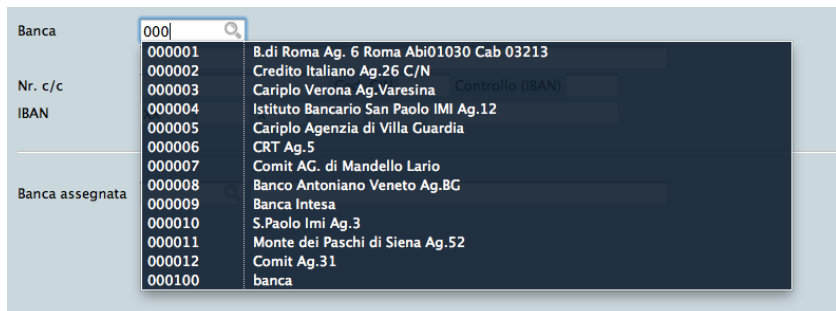 Banca 000
000001 B.di Roma Ag. 6 Roma Abi01030 Cab 03213
000002 Credito Italiano Ag.26 C/N
Nr. c/c Controllo (IBAN)
000003 Cariplo Verona Ag.Varesina
IBAN
000004 Istituto Bancario San Paolo IMI Ag.12
000005 Cariplo Agenzia di Villa Guardia
000006 CRT Ag.5
000007 Comit AG. di Mandello Lario
Banca assegnata
000008 Banco Antoniano Veneto Ag.BG
000009 Banca Intesa
000010 S.Paolo Imi Ag.3
000011 Monte dei Paschi di Siena Ag.52
000012 Comit Ag.31
000100 banca